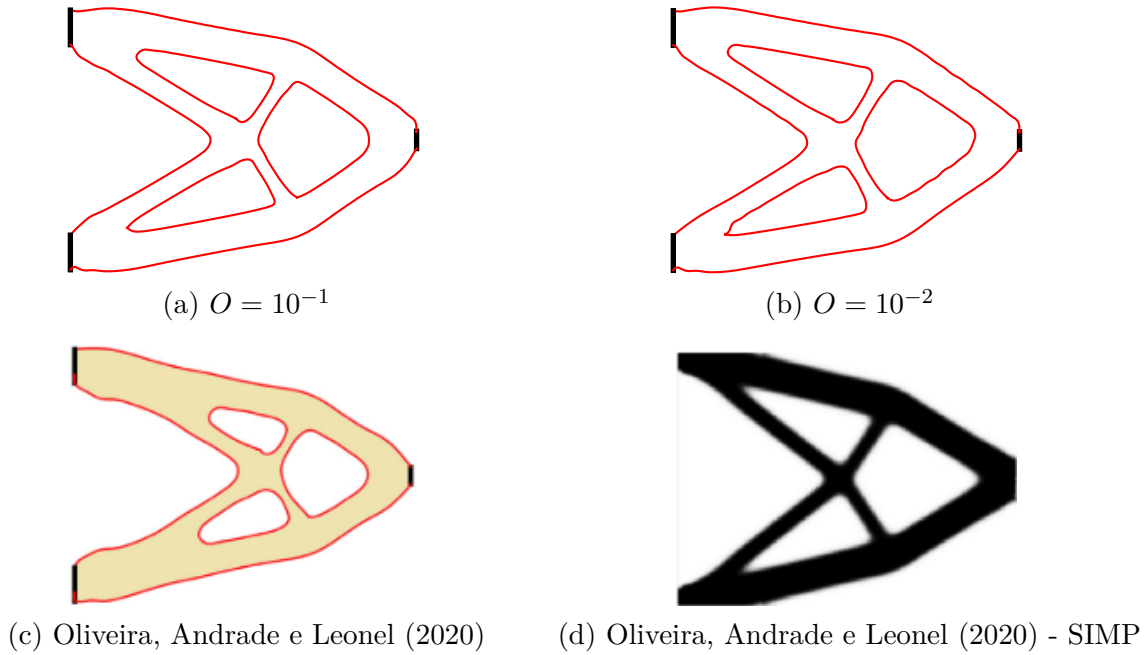 (a) $O = 10^{-1}$
(b) $O = 10^{-2}$
(c) Oliveira, Andrade e Leonel (2020)
(d) Oliveira, Andrade e Leonel (2020) - SIMP